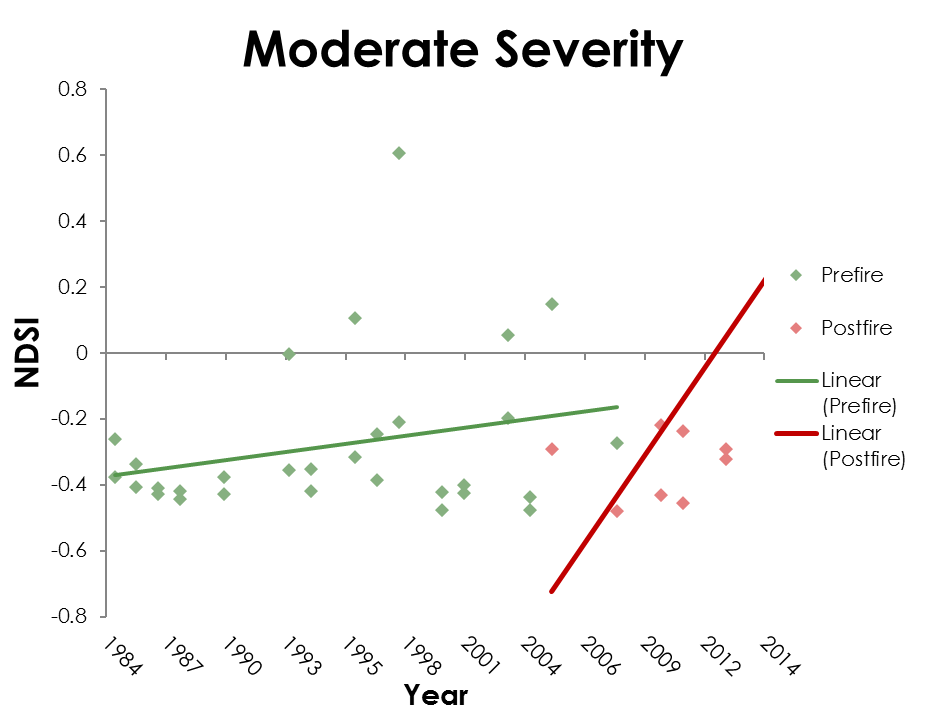 Moderate Severity
0.8
0.6
0.4
0.2
0
-0.2
-0.4
-0.6
-0.8
NDSI
1984
1987
1990
1993
1995
1998
2001
2004
2006
2009
2012
2014
Year
Prefire
Postfire
Linear
(Prefire)
Linear
(Postfire)